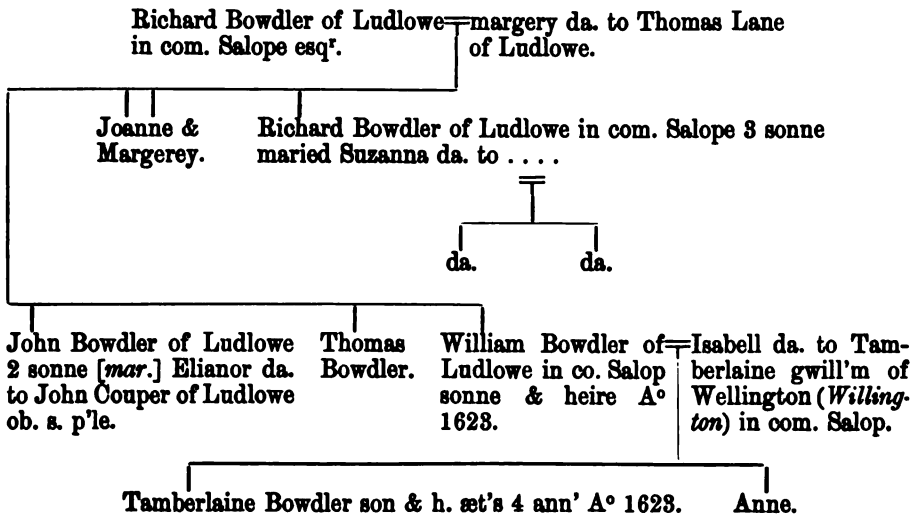 Richard Bowdler of Ludlowe margery da. to Thomas Lane
in com. Salope esqʳ. of Ludlowe.
Joanne &
Margerey.
Richard Bowdler of Ludlowe in com. Salope 3 sonne
maried Suzanna da. to . . . .
da. da.
John Bowdler of Ludlowe
2 sonne [mar.] Elianor da.
to John Couper of Ludlowe
ob. s. p'le.
Thomas
Bowdler.
William Bowdler of
Ludlowe in co. Salop
sonne & heire Aº
1623.
Isabell da. to Tam-
berlaine gwill'm of
Wellington (Willing-
ton) in com. Salop.
Tamberlaine Bowdler son & h. æt's 4 ann' Aº 1623. Anne.